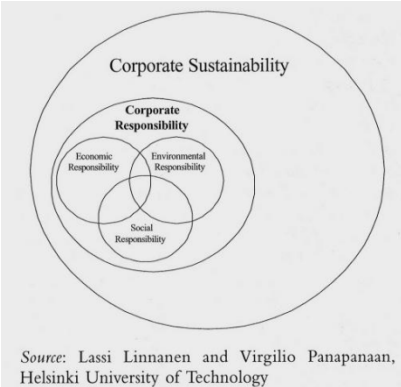 Corporate Sustainability
Corporate
Responsibility
Economic
Responsibility
Environmental
Responsibility
Social
Responsibility
Source: Lassi Linnanen and Virgilio Panapanaan,
Helsinki University of Technology